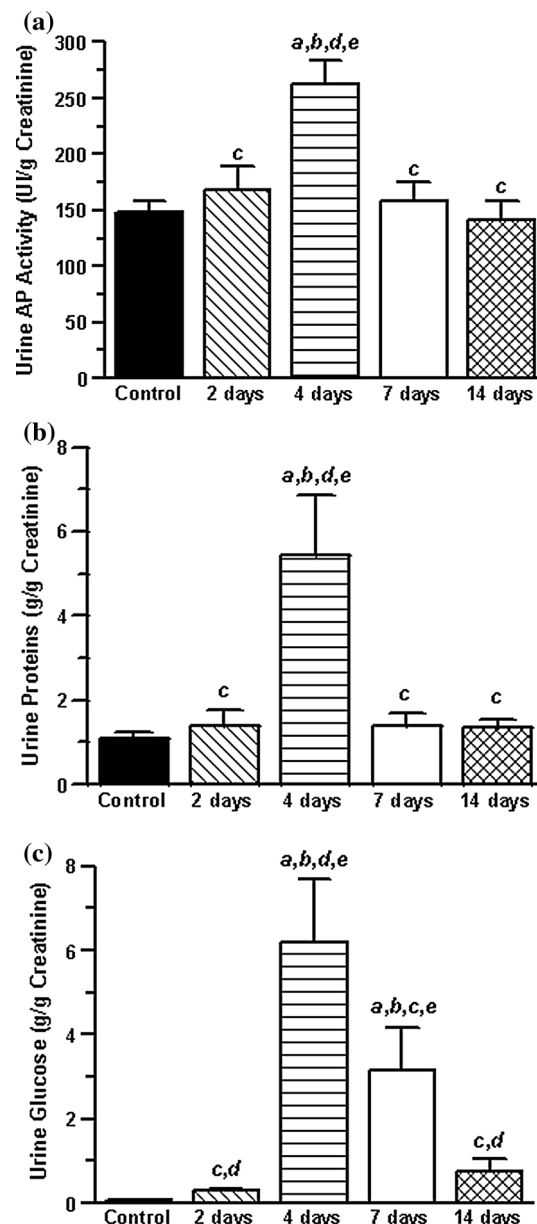 (a)
Urine AP Activity (UI/g Creatinine)
300
250
200
150
100
50
0
a,b,d,e
c
c
c
Control 2 days 4 days 7 days 14 days
(b)
Urine Proteins (g/g Creatinine)
8
6
4
2
0
a,b,d,e
c
c
c
Control 2 days 4 days 7 days 14 days
(c)
Urine Glucose (g/g Creatinine)
8
6
4
2
0
a,b,d,e
a,b,c,e
c,d
c,d
Control 2 days 4 days 7 days 14 days